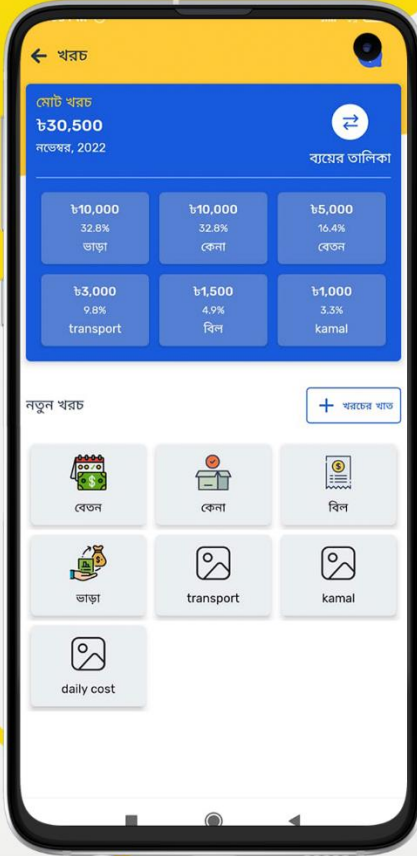 খরচ
মোট খরচ
৳30,500
নভেম্বর, 2022
ব্যয়ের তালিকা
৳10,000
32.8%
ভাড়া
৳10,000
32.8%
কেনা
৳5,000
16.4%
বেতন
৳3,000
9.8%
transport
৳1,500
4.9%
বিল
৳1,000
3.3%
kamal
নতুন খরচ
+ খরচের খাত
বেতন
কেনা
বিল
ভাড়া
transport
kamal
daily cost